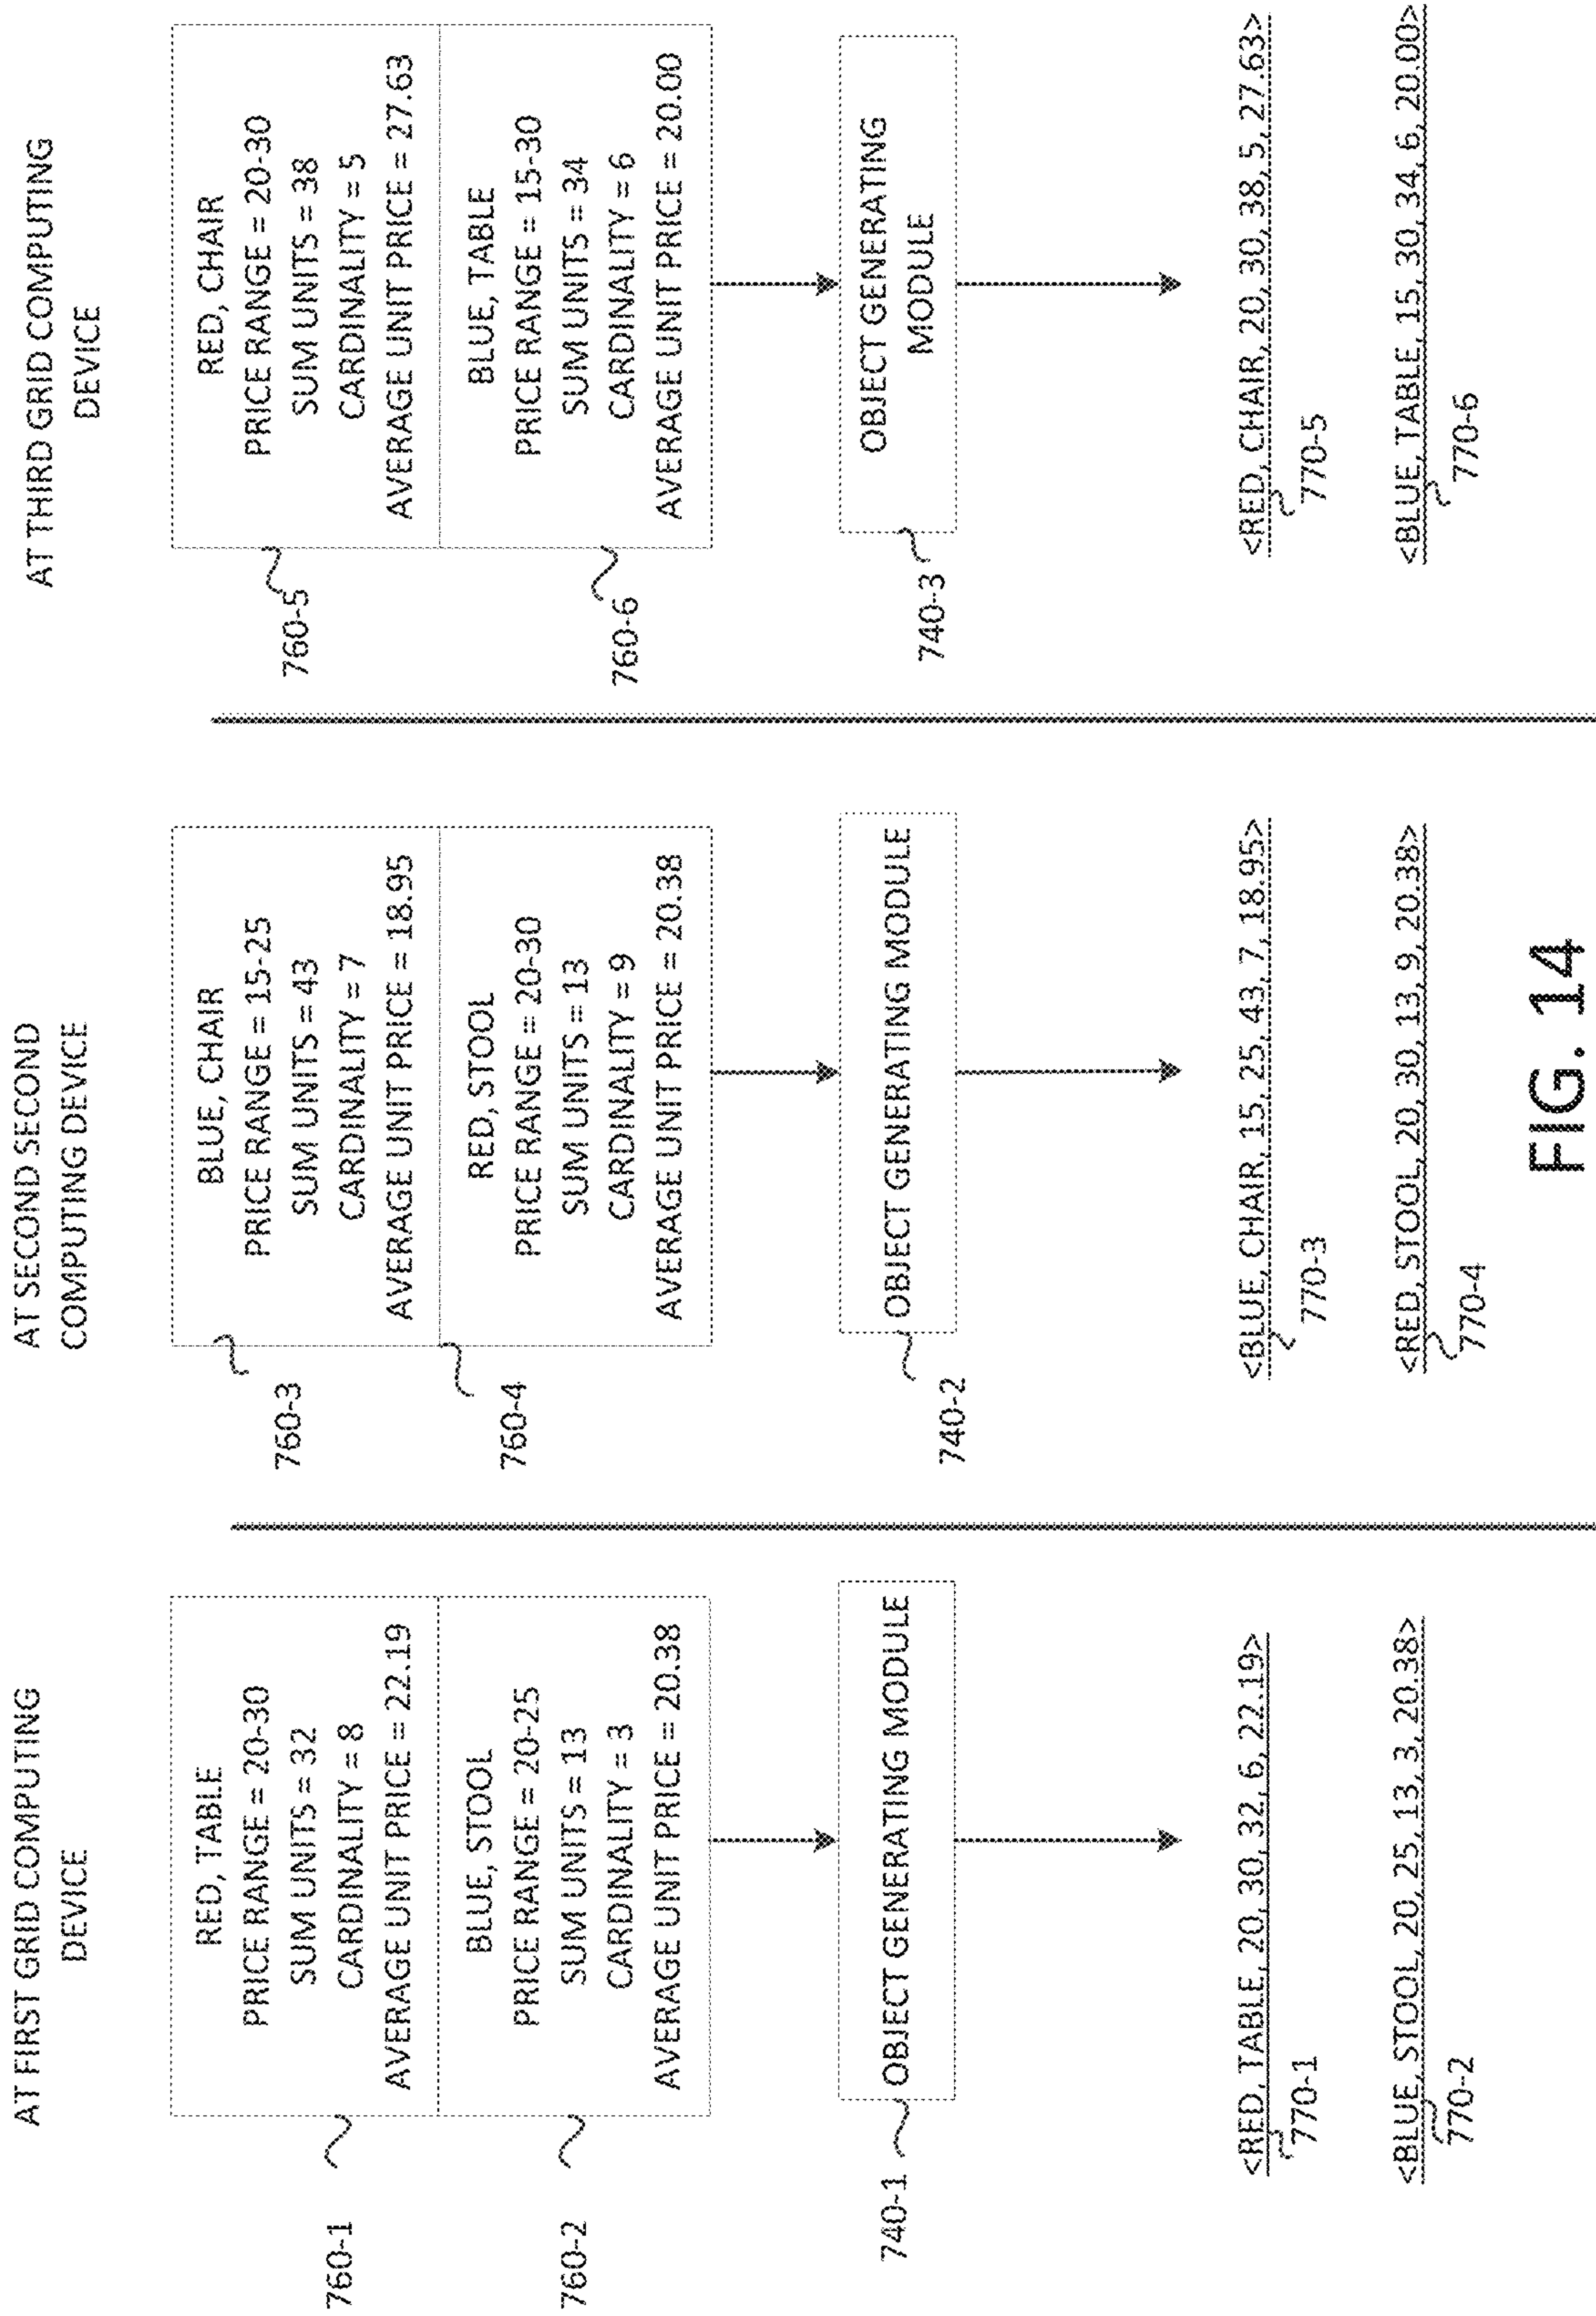 AT FIRST GRID COMPUTING
DEVICE
760-1
RED, TABLE
PRICE RANGE = 20-30
SUM UNITS = 32
CARDINALITY = 8
AVERAGE UNIT PRICE = 22.19
760-2
BLUE, STOOL
PRICE RANGE = 20-25
SUM UNITS = 13
CARDINALITY = 3
AVERAGE UNIT PRICE = 20.38
740-1
OBJECT GENERATING MODULE
<RED, TABLE, 20, 30, 32, 6, 22.19>
770-1
<BLUE, STOOL, 20, 25, 13, 3, 20.38>
770-2
AT SECOND SECOND
COMPUTING DEVICE
760-3
BLUE, CHAIR
PRICE RANGE = 15-25
SUM UNITS = 43
CARDINALITY = 7
AVERAGE UNIT PRICE = 18.95
760-4
RED, STOOL
PRICE RANGE = 20-30
SUM UNITS = 13
CARDINALITY = 9
AVERAGE UNIT PRICE = 20.38
740-2
OBJECT GENERATING MODULE
<BLUE, CHAIR, 15, 25, 43, 7, 18.95>
770-3
<RED, STOOL, 20, 30, 13, 9, 20.38>
770-4
AT THIRD GRID COMPUTING
DEVICE
760-5
RED, CHAIR
PRICE RANGE = 20-30
SUM UNITS = 38
CARDINALITY = 5
AVERAGE UNIT PRICE = 27.63
760-6
BLUE, TABLE
PRICE RANGE = 15-30
SUM UNITS = 34
CARDINALITY = 6
AVERAGE UNIT PRICE = 20.00
740-3
OBJECT GENERATING
MODULE
<RED, CHAIR, 20, 30, 38, 5, 27.63>
770-5
<BLUE, TABLE, 15, 30, 34, 6, 20.00>
770-6
FIG. 14